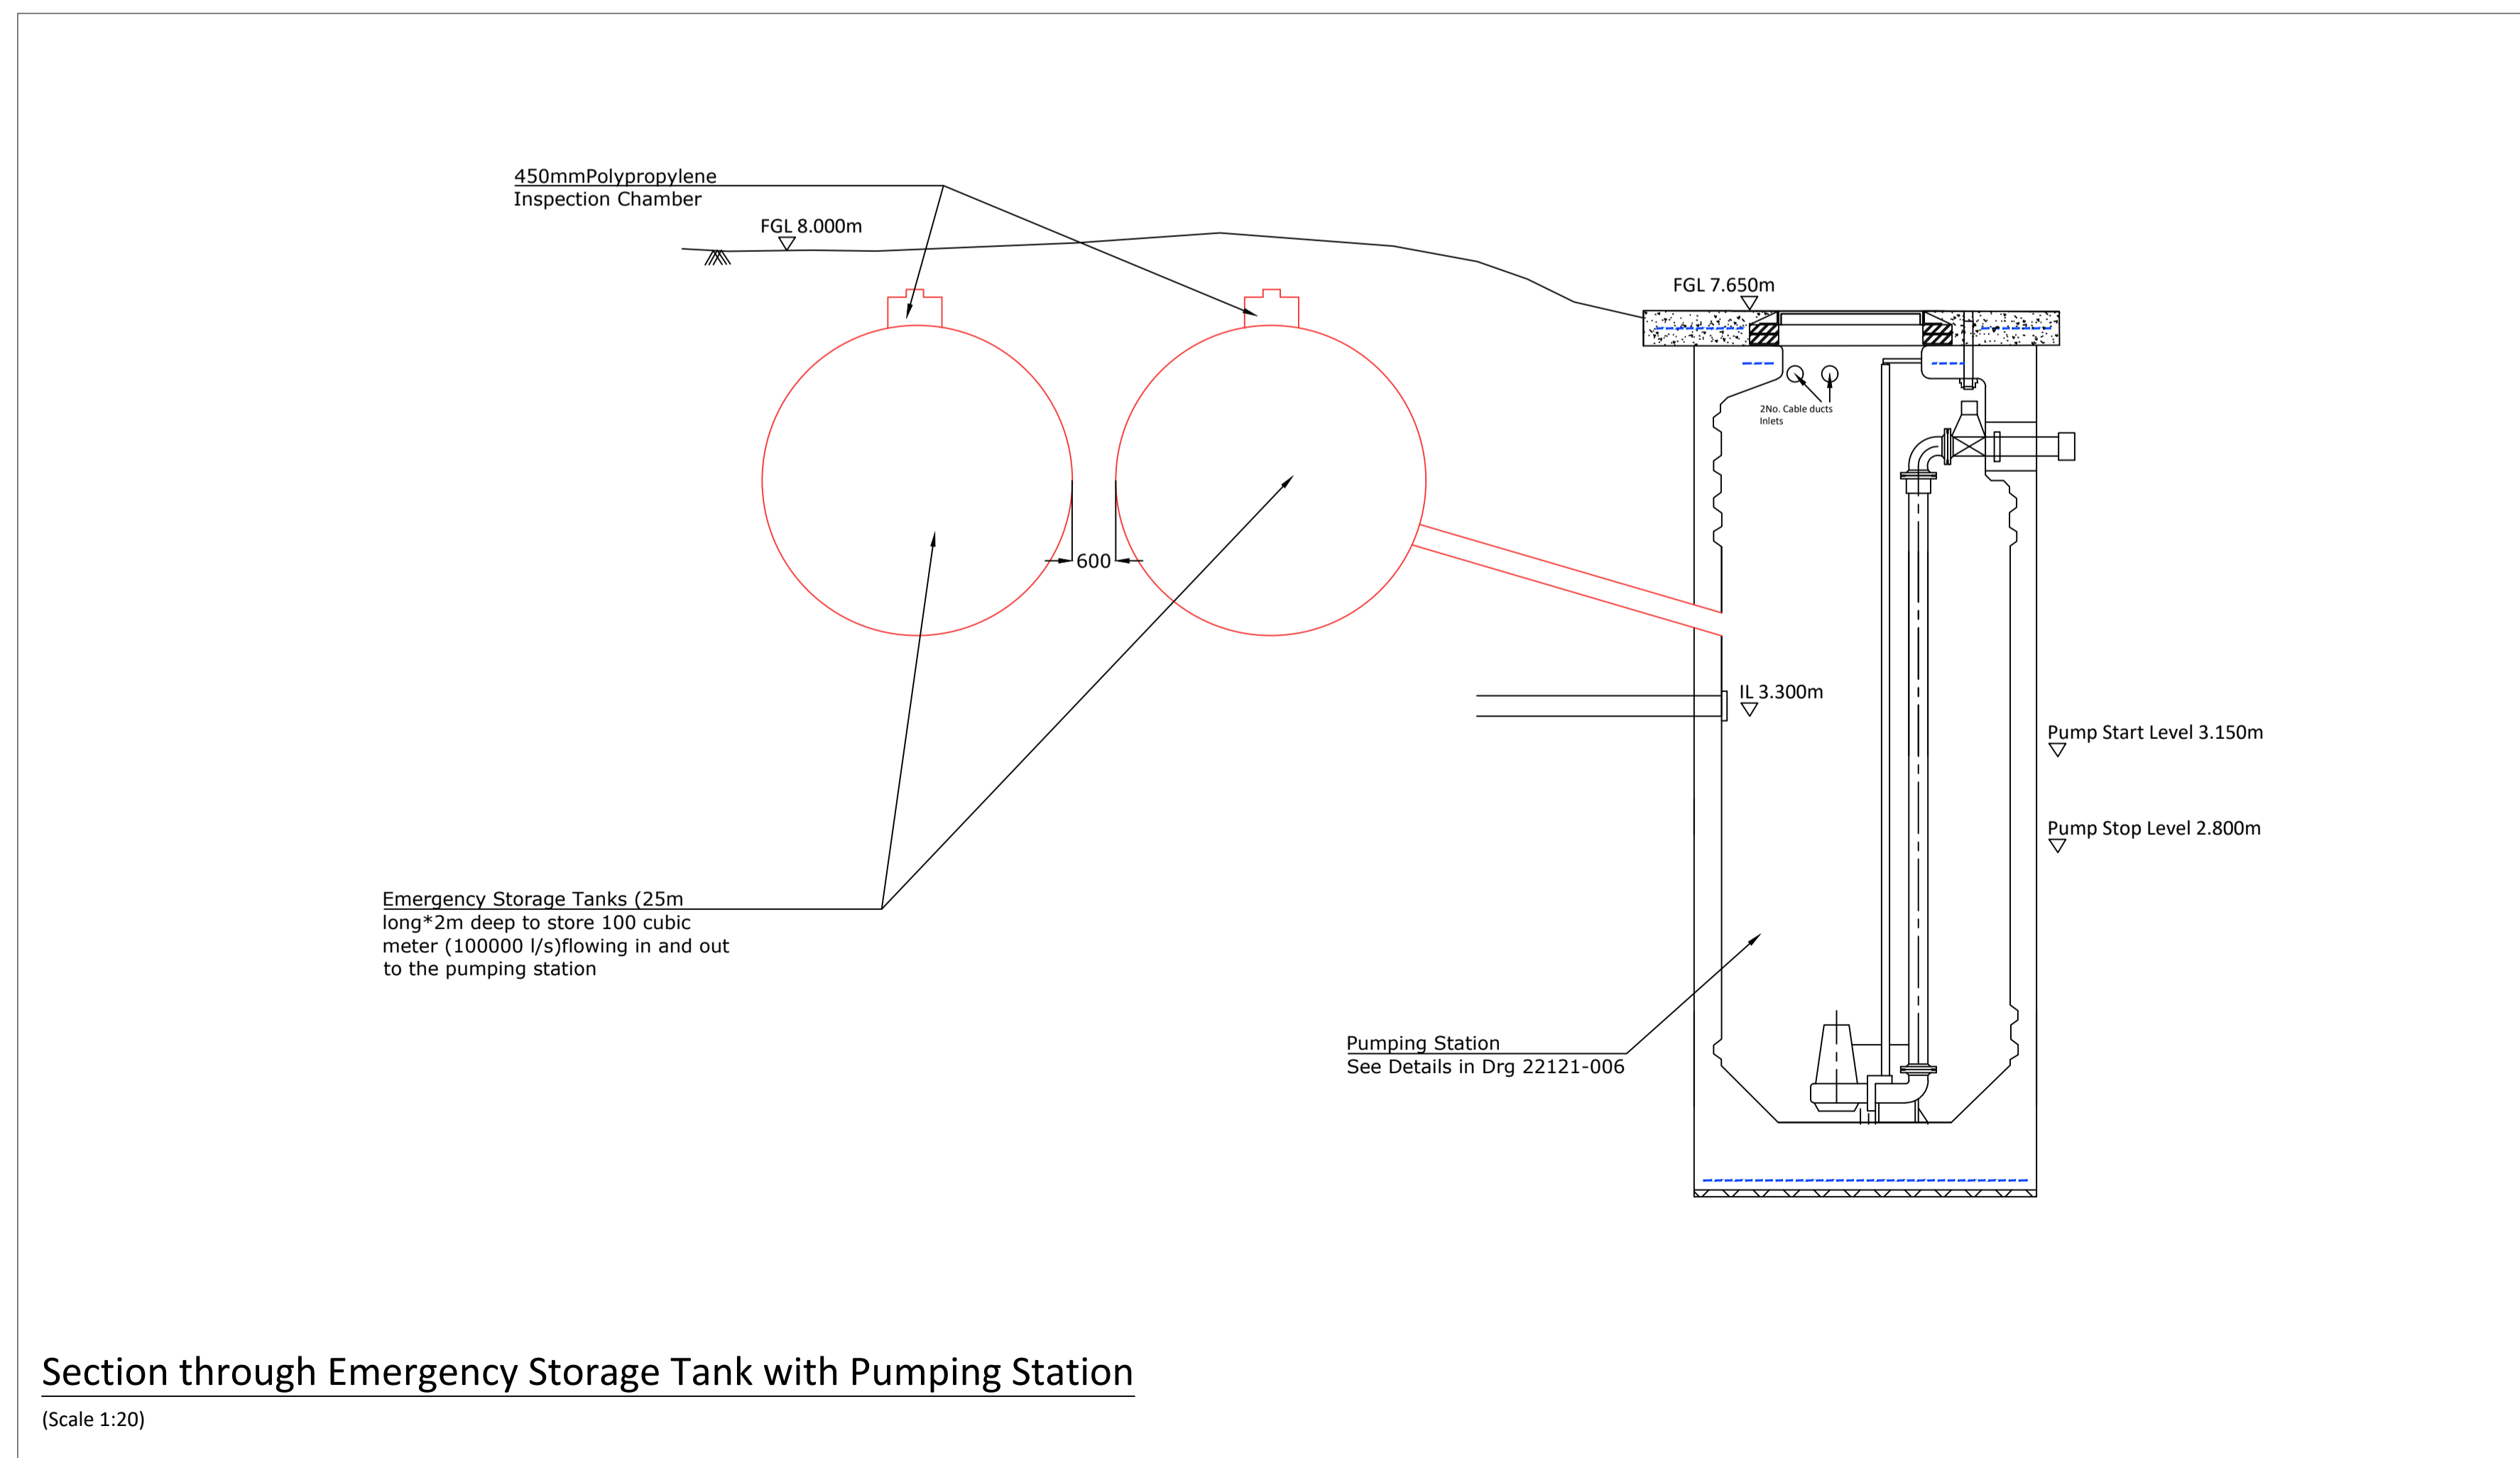 450mmPolypropylene
Inspection Chamber
FGL 8.000m
FGL 7.650m
2No. Cable ducts
Inlets
600
IL 3.300m
Pump Start Level 3.150m
Pump Stop Level 2.800m
Emergency Storage Tanks (25m
long*2m deep to store 100 cubic
meter (100000 l/s)flowing in and out
to the pumping station
Pumping Station
See Details in Drg 22121-006
Section through Emergency Storage Tank with Pumping Station
(Scale 1:20)